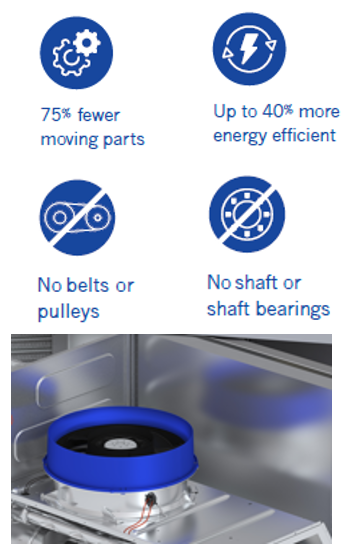 75% fewer
moving parts
Up to 40% more
energy efficient
No belts or
pulleys
No shaft or
shaft bearings